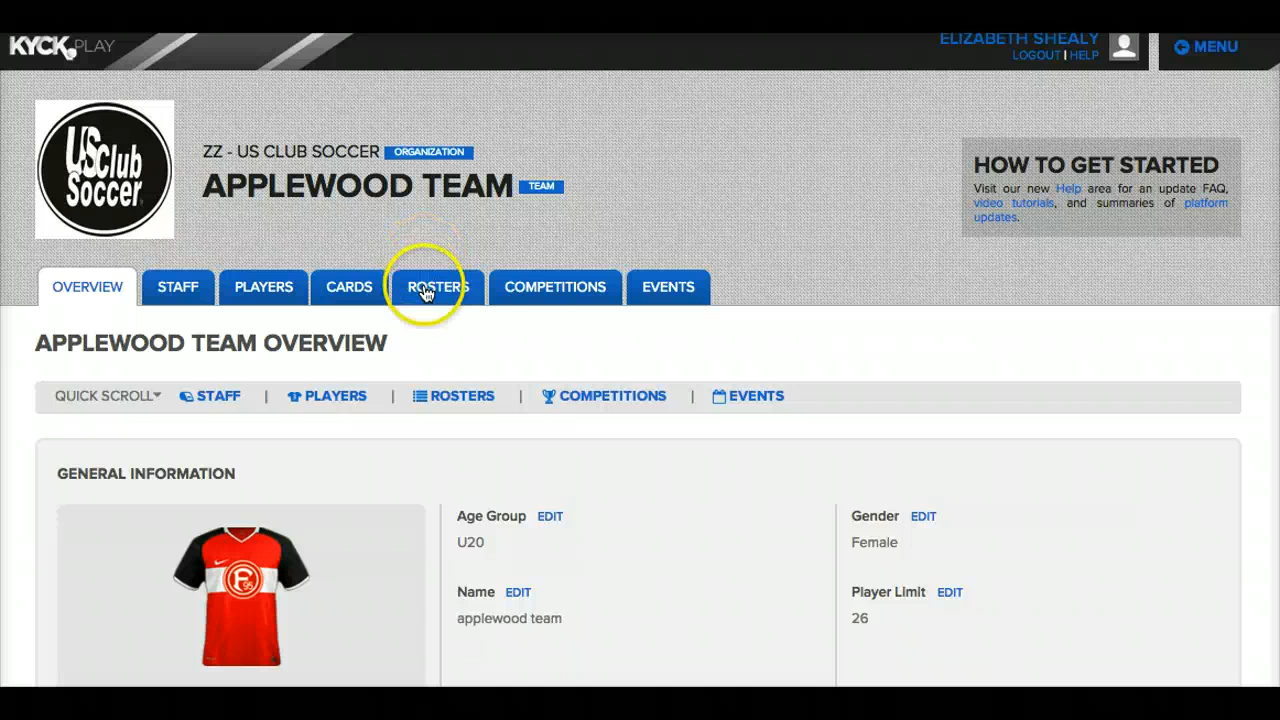 KYCK PLAY
ELIZABETH SHEALY
LOGOUT | HELP
MENU
US Club
Soccer
ZZ - US CLUB SOCCER ORGANIZATION
APPLEWOOD TEAM TEAM
HOW TO GET STARTED
Visit our new Help area for an update FAQ,
video tutorials, and summaries of platform
updates.
OVERVIEW STAFF PLAYERS CARDS ROSTERS COMPETITIONS EVENTS
APPLEWOOD TEAM OVERVIEW
QUICK SCROLL STAFF | PLAYERS | ROSTERS | COMPETITIONS | EVENTS
GENERAL INFORMATION
Age Group EDIT
U20
Gender EDIT
Female
Name EDIT
applewood team
Player Limit EDIT
26
F 95